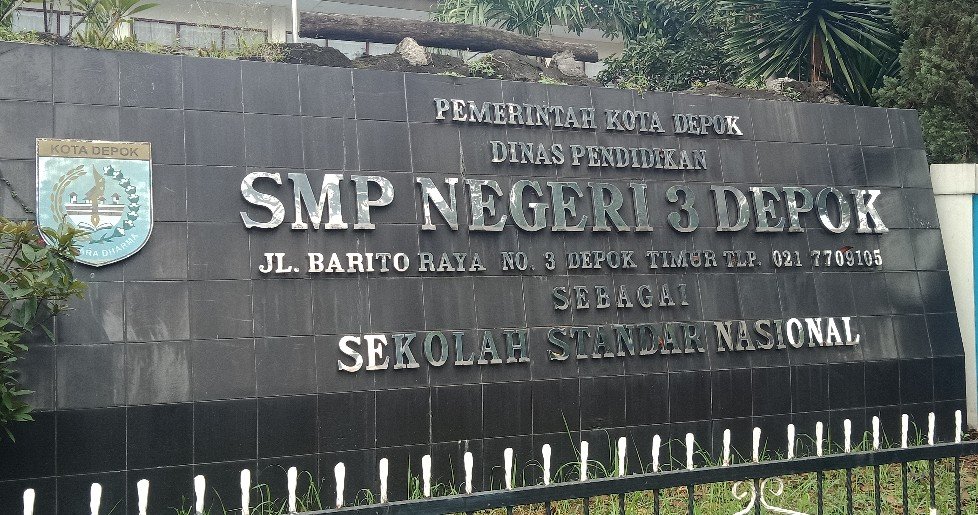 KOTA DEPOK
PEMERINTAH KOTA DEPOK
DINAS PENDIDIKAN
SMP NEGERI 3 DEPOK
JL. BARITO RAYA NO. 3 DEPOK TIMUR TLP. 021 7709105
SEBAGAI
SEKOLAH STANDAR NASIONAL
DHARMA